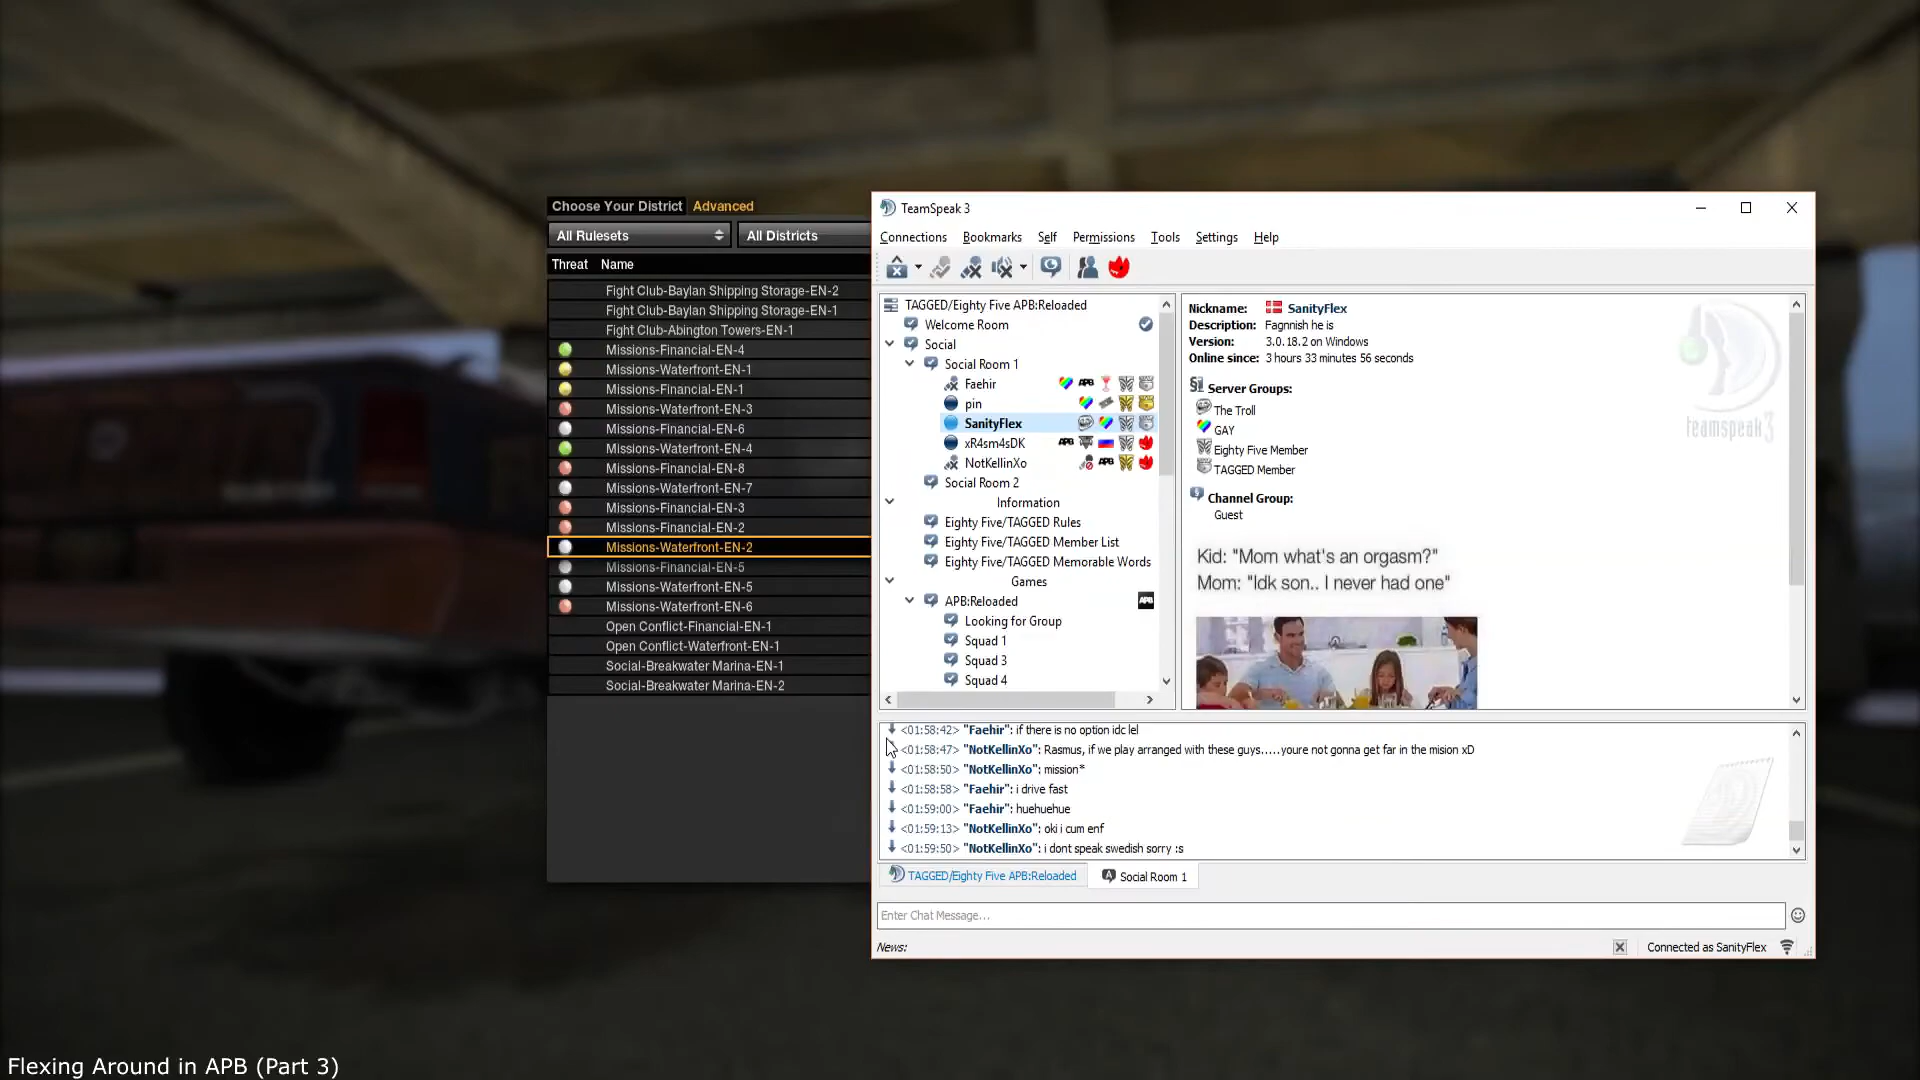 Choose Your District Advanced
All Rulesets
All Districts
Threat Name
Fight Club-Baylan Shipping Storage-EN-2
Fight Club-Baylan Shipping Storage-EN-1
Fight Club-Abington Towers-EN-1
Missions-Financial-EN-4
Missions-Waterfront-EN-1
Missions-Financial-EN-1
Missions-Waterfront-EN-3
Missions-Financial-EN-6
Missions-Waterfront-EN-4
Missions-Financial-EN-8
Missions-Waterfront-EN-7
Missions-Financial-EN-3
Missions-Financial-EN-2
Missions-Waterfront-EN-2
Missions-Financial-EN-5
Missions-Waterfront-EN-5
Missions-Waterfront-EN-6
Open Conflict-Financial-EN-1
Open Conflict-Waterfront-EN-1
Social-Breakwater Marina-EN-1
Social-Breakwater Marina-EN-2
TeamSpeak 3
Connections Bookmarks Self Permissions Tools Settings Help
TAGGED/Eighty Five APB:Reloaded
Welcome Room
Social
Social Room 1
Faehir APB
pin
SanityFlex
xR4sm4sDK APB
NotKellinXo APB
Social Room 2
Information
Eighty Five/TAGGED Rules
Eighty Five/TAGGED Member List
Eighty Five/TAGGED Memorable Words
Games
APB:Reloaded APB
Looking for Group
Squad 1
Squad 3
Squad 4
Nickname: SanityFlex
Description: Fagnnish he is
Version: 3.0.18.2 on Windows
Online since: 3 hours 33 minutes 56 seconds
Server Groups:
The Troll
GAY
Eighty Five Member
TAGGED Member
Channel Group:
Guest
Kid: "Mom what's an orgasm?"
Mom: "Idk son.. I never had one"
teamspeak3
<01:58:42> "Faehir": if there is no option idc lel
<01:58:47> "NotKellinXo": Rasmus, if we play arranged with these guys.....youre not gonna get far in the mision xD
<01:58:50> "NotKellinXo": mission*
<01:58:58> "Faehir": i drive fast
<01:59:00> "Faehir": huehuehue
<01:59:13> "NotKellinXo": oki i cum enf
<01:59:50> "NotKellinXo": i dont speak swedish sorry :s
TAGGED/Eighty Five APB:Reloaded
Social Room 1
Enter Chat Message...
News:
Connected as SanityFlex
Flexing Around in APB (Part 3)